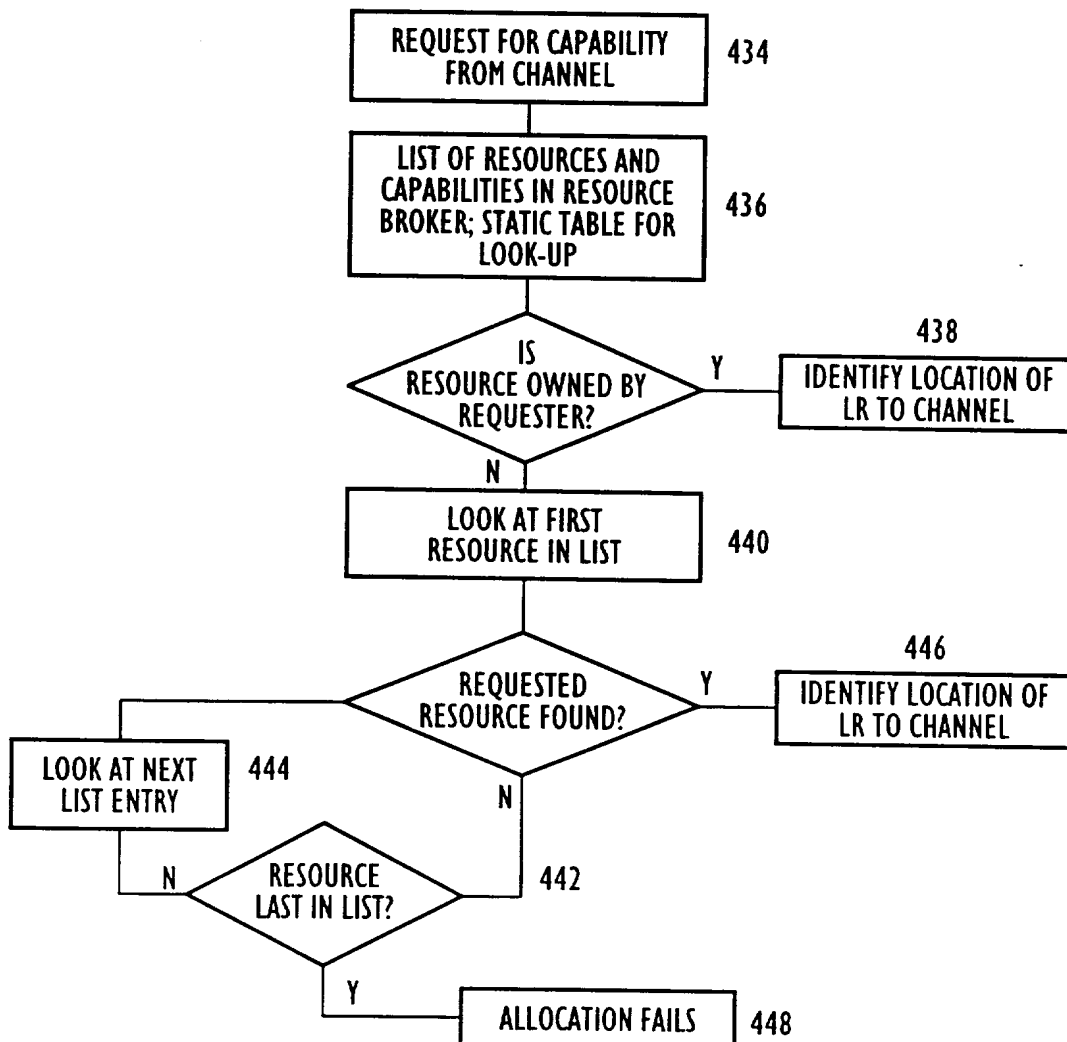 REQUEST FOR CAPABILITY
FROM CHANNEL
434
LIST OF RESOURCES AND
CAPABILITIES IN RESOURCE
BROKER; STATIC TABLE FOR
LOOK-UP
436
IS
RESOURCE OWNED BY
REQUESTER?
Y
438
IDENTIFY LOCATION OF
LR TO CHANNEL
N
LOOK AT FIRST
RESOURCE IN LIST
440
REQUESTED
RESOURCE FOUND?
Y
446
IDENTIFY LOCATION OF
LR TO CHANNEL
LOOK AT NEXT
LIST ENTRY
444
N
N
RESOURCE
LAST IN LIST?
442
Y
ALLOCATION FAILS
448